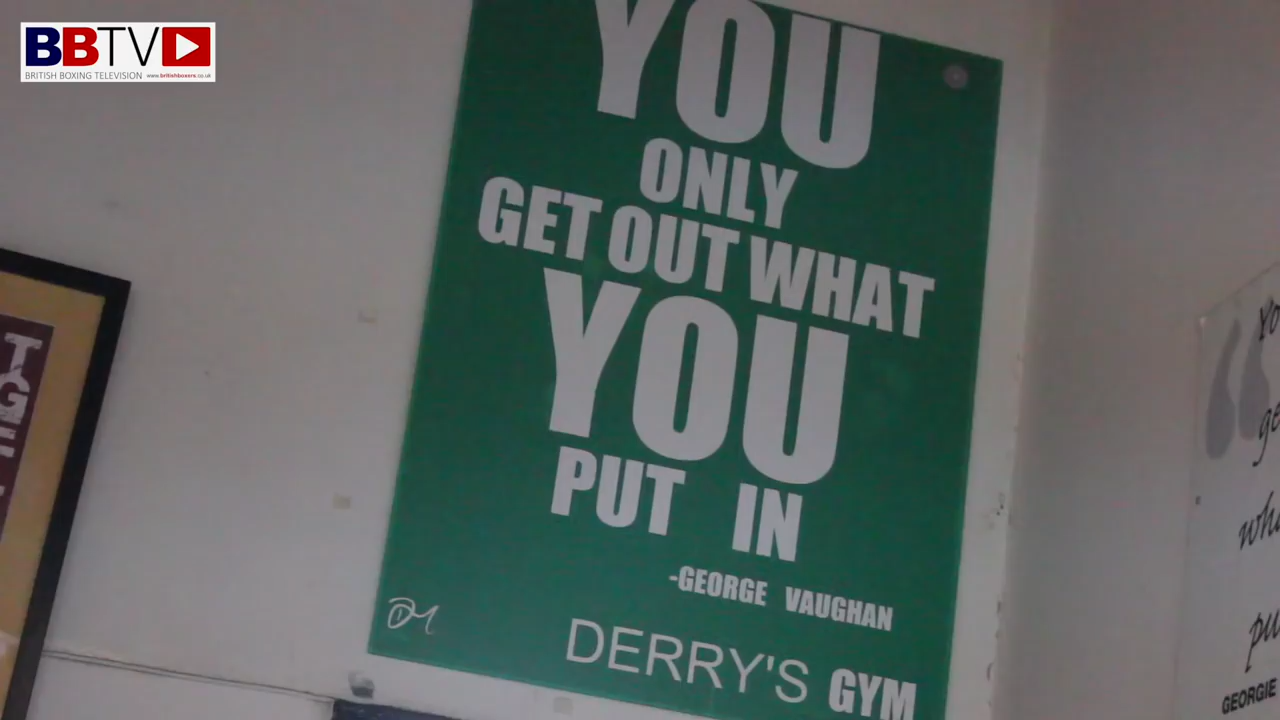 BBTV
BRITISH BOXING TELEVISION www.britishboxers.co.uk
YOU
ONLY
GET OUT WHAT
YOU
PUT IN
-GEORGE VAUGHAN
DERRY'S GYM
GEORGIE